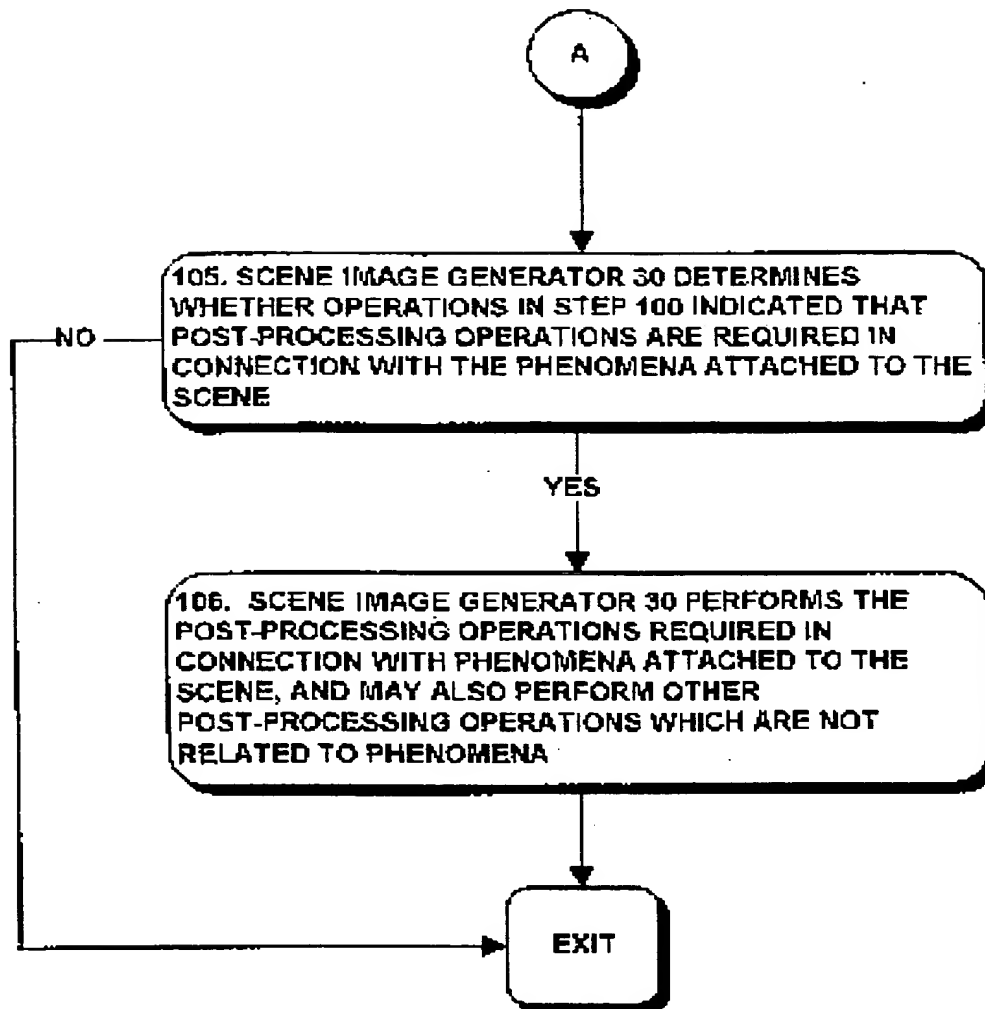 A
105. SCENE IMAGE GENERATOR 30 DETERMINES
WHETHER OPERATIONS IN STEP 100 INDICATED THAT
POST-PROCESSING OPERATIONS ARE REQUIRED IN
CONNECTION WITH THE PHENOMENA ATTACHED TO THE
SCENE
NO
YES
106. SCENE IMAGE GENERATOR 30 PERFORMS THE
POST-PROCESSING OPERATIONS REQUIRED IN
CONNECTION WITH PHENOMENA ATTACHED TO THE
SCENE, AND MAY ALSO PERFORM OTHER
POST-PROCESSING OPERATIONS WHICH ARE NOT
RELATED TO PHENOMENA
EXIT